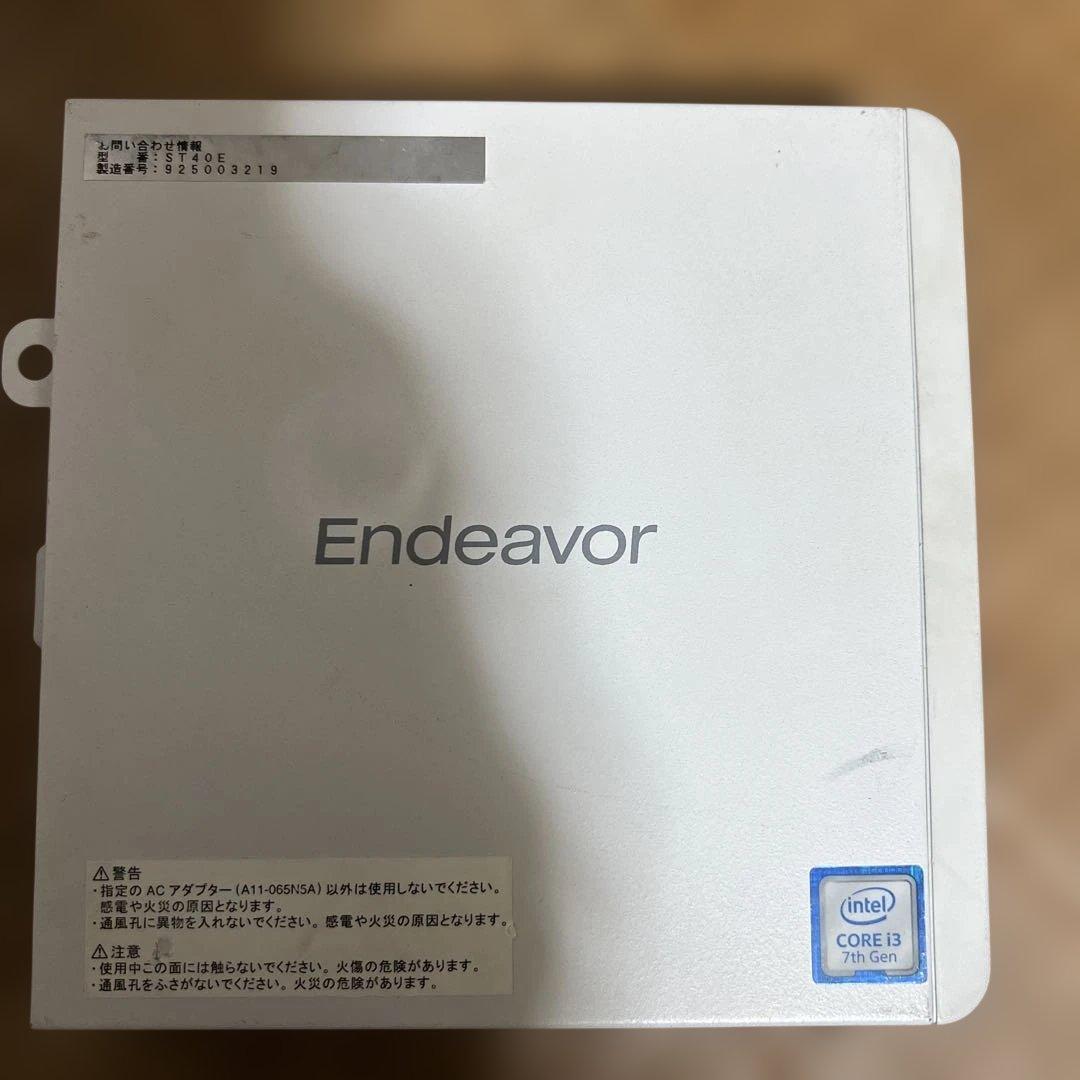 お問い合わせ情報
型 番：ST40E
製造番号：925003219
Endeavor
警告
・指定の AC アダプター（A11-065N5A）以外は使用しないでください。
感電や火災の原因となります。
・通風孔に異物を入れないでください。感電や火災の原因となります。
注意
・使用中この面には触らないでください。火傷の危険があります。
・通風孔をふさがないでください。火災の危険があります。
intel
CORE i3
7th Gen